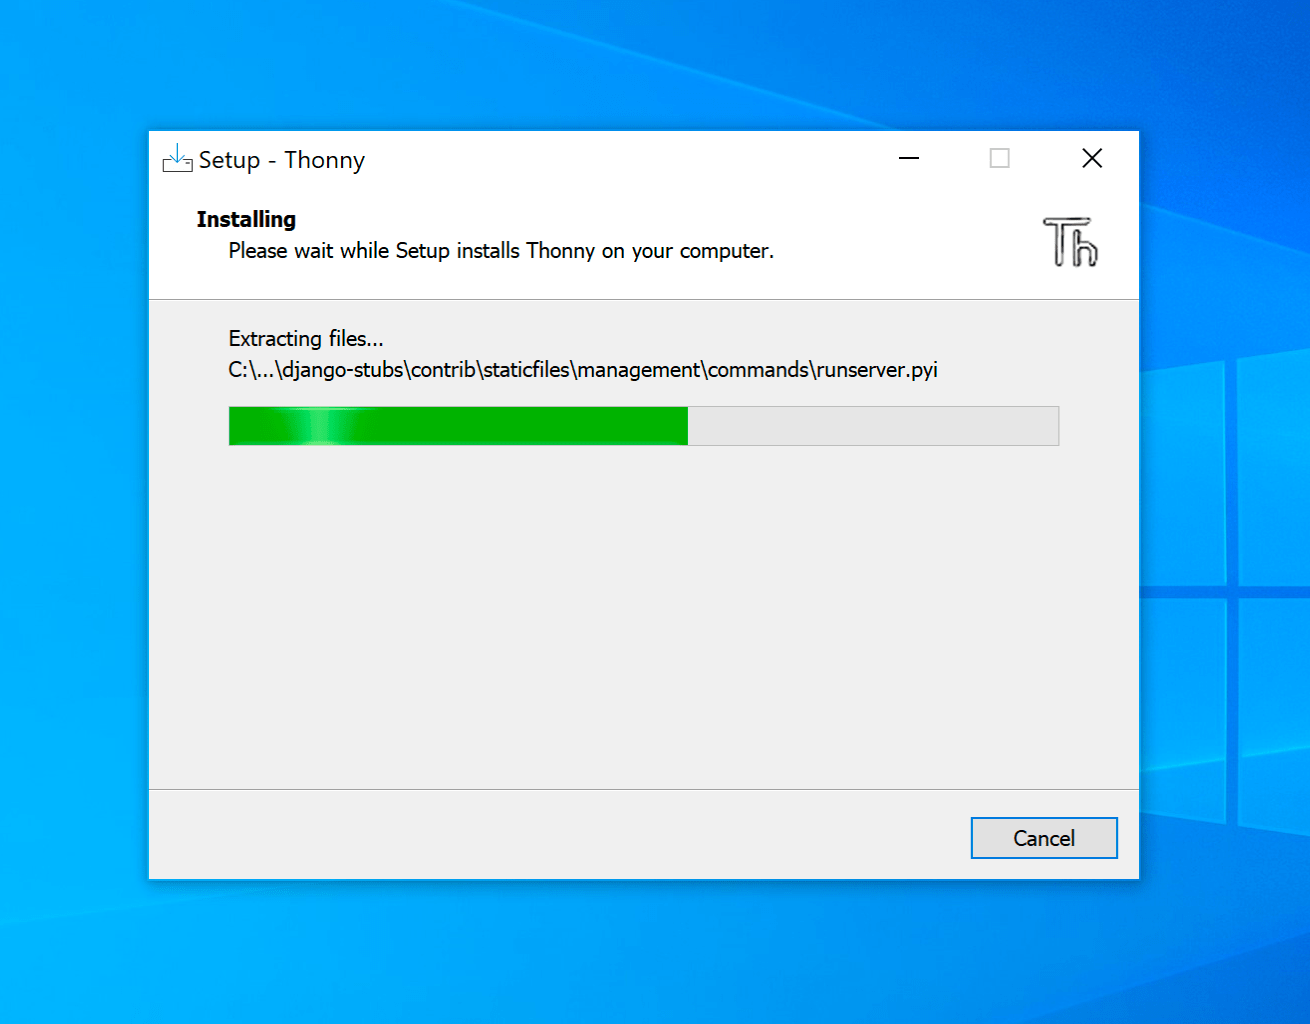 Setup - Thonny
Installing
Please wait while Setup installs Thonny on your computer.
Th
Extracting files...
C:\...\django-stubs\contrib\staticfiles\management\commands\runserver.pyi
Cancel